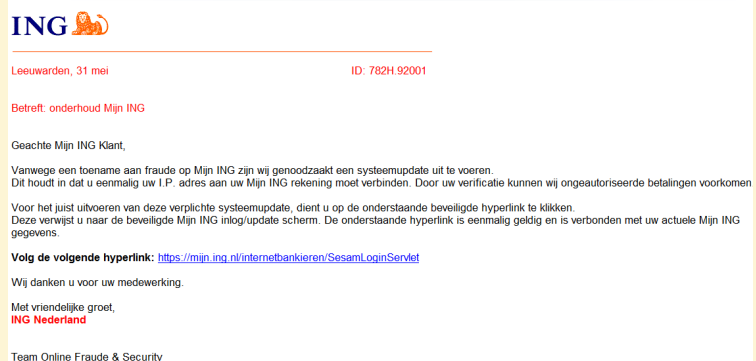 ING
Leeuwarden, 31 mei ID: 782H.92001
Betreft: onderhoud Mijn ING
Geachte Mijn ING Klant,
Vanwege een toename aan fraude op Mijn ING zijn wij genoodzaakt een systeemupdate uit te voeren.
Dit houdt in dat u eenmalig uw I.P. adres aan uw Mijn ING rekening moet verbinden. Door uw verificatie kunnen wij ongeautoriseerde betalingen voorkomen
Voor het juist uitvoeren van deze verplichte systeemupdate, dient u op de onderstaande beveiligde hyperlink te klikken.
Deze verwijst u naar de beveiligde Mijn ING inlog/update scherm. De onderstaande hyperlink is eenmalig geldig en is verbonden met uw actuele Mijn ING
gegevens.
Volg de volgende hyperlink: https://mijn.ing.nl/internetbankieren/SesamLoginServlet
Wij danken u voor uw medewerking.
Met vriendelijke groet,
ING Nederland
Team Online Fraude & Security